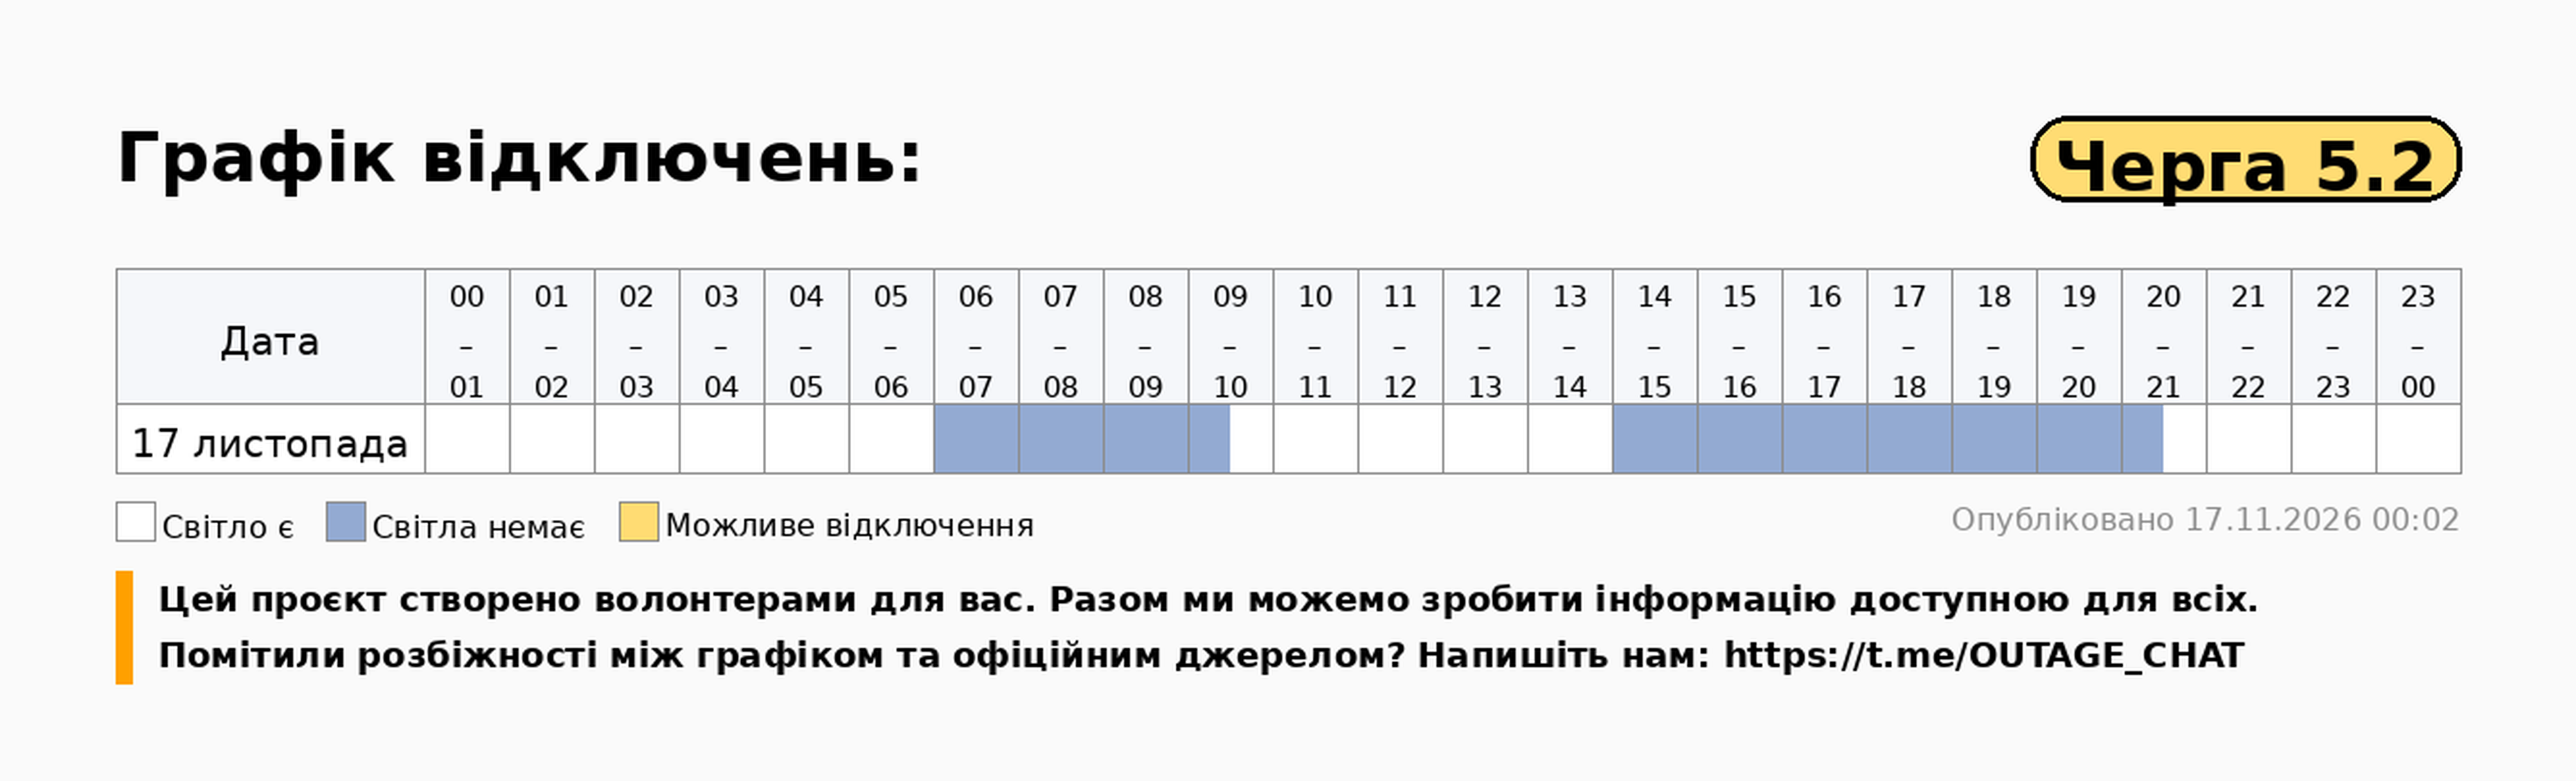 Графік відключень:
Черга 5.2
Дата
00 – 01
01 – 02
02 – 03
03 – 04
04 – 05
05 – 06
06 – 07
07 – 08
08 – 09
09 – 10
10 – 11
11 – 12
12 – 13
13 – 14
14 – 15
15 – 16
16 – 17
17 – 18
18 – 19
19 – 20
20 – 21
21 – 22
22 – 23
23 – 00
17 листопада
Світло є
Світла немає
Можливе відключення
Опубліковано 17.11.2026 00:02
Цей проєкт створено волонтерами для вас. Разом ми можемо зробити інформацію доступною для всіх.
Помітили розбіжності між графіком та офіційним джерелом? Напишіть нам: https://t.me/OUTAGE_CHAT